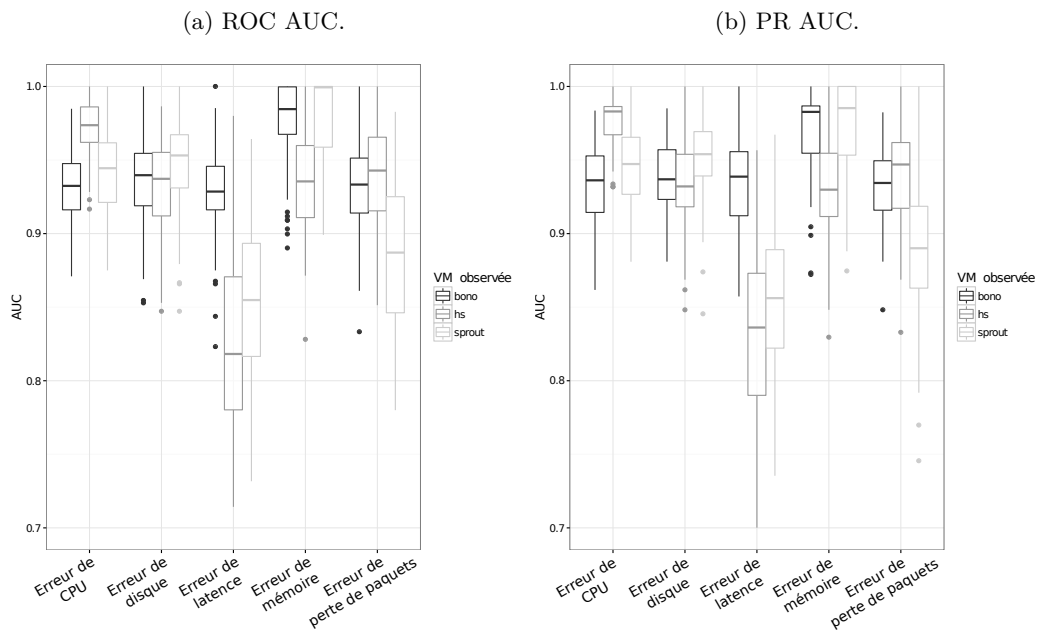 (a) ROC AUC.
(b) PR AUC.
1.0
0.9
0.8
0.7
AUC
Erreur de
CPU
Erreur de
disque
Erreur de
latence
Erreur de
mémoire
Erreur de
perte de paquets
VM observée
bono
hs
sprout
1.0
0.9
0.8
0.7
AUC
Erreur de
CPU
Erreur de
disque
Erreur de
latence
Erreur de
mémoire
Erreur de
perte de paquets
VM observée
bono
hs
sprout